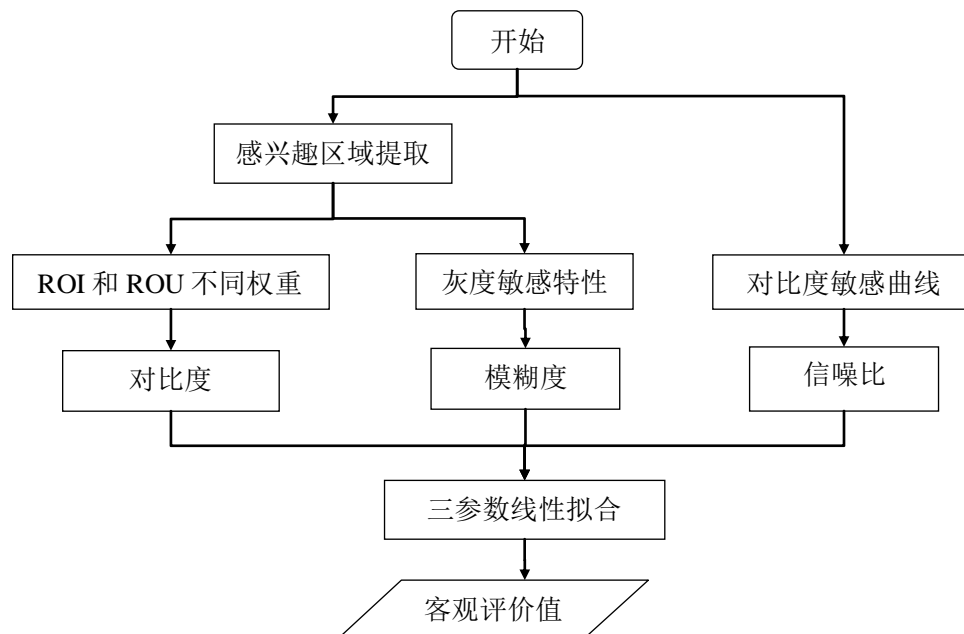 开始
感兴趣区域提取
ROI 和 ROU 不同权重
灰度敏感特性
对比度敏感曲线
对比度
模糊度
信噪比
三参数线性拟合
客观评价值